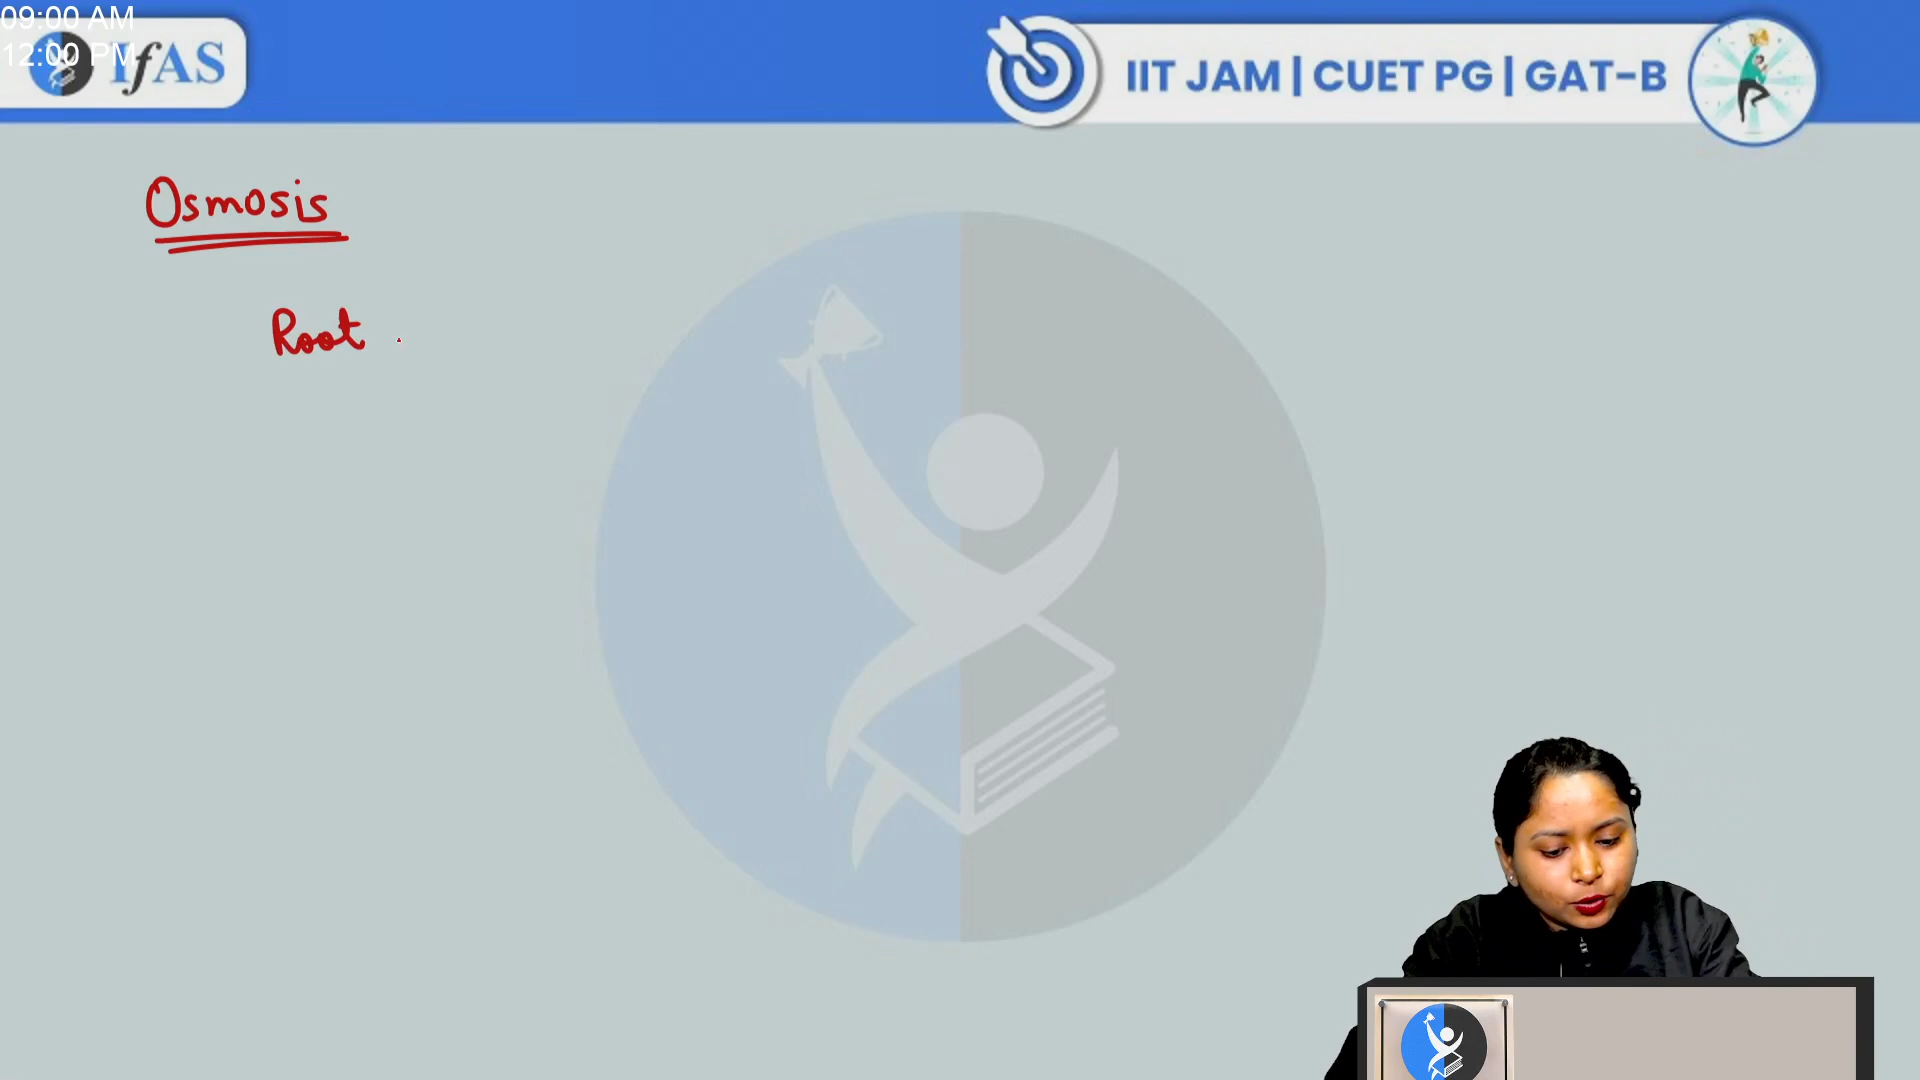 09:00 AM
12:00 PM
IfAS
IIT JAM | CUET PG | GAT-B
Osmosis
Root